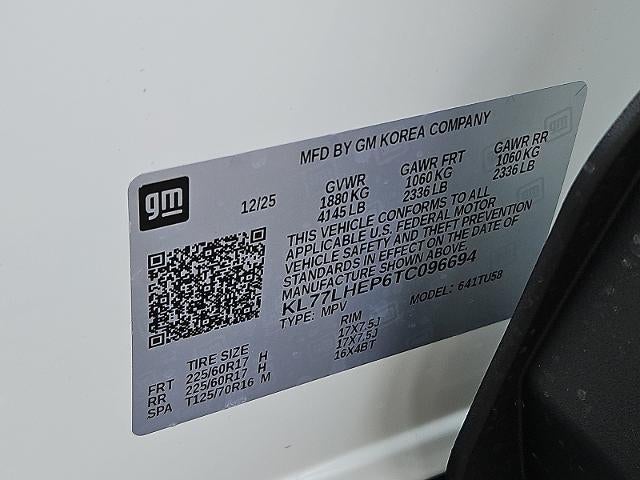 MFD BY GM KOREA COMPANY
gm
12/25
GVWR
1880 KG
4145 LB
GAWR FRT
1060 KG
2336 LB
GAWR RR
1060 KG
2336 LB
THIS VEHICLE CONFORMS TO ALL
APPLICABLE U.S. FEDERAL MOTOR
VEHICLE SAFETY AND THEFT PREVENTION
STANDARDS IN EFFECT ON THE DATE OF
MANUFACTURE SHOWN ABOVE.
KL77LHEP6TC096694
TYPE: MPV
MODEL: 641TU58
TIRE SIZE
RIM
FRT 225/60R17 H 17X7.5J
RR 225/60R17 H 17X7.5J
SPA T125/70R16 M 16X4BT